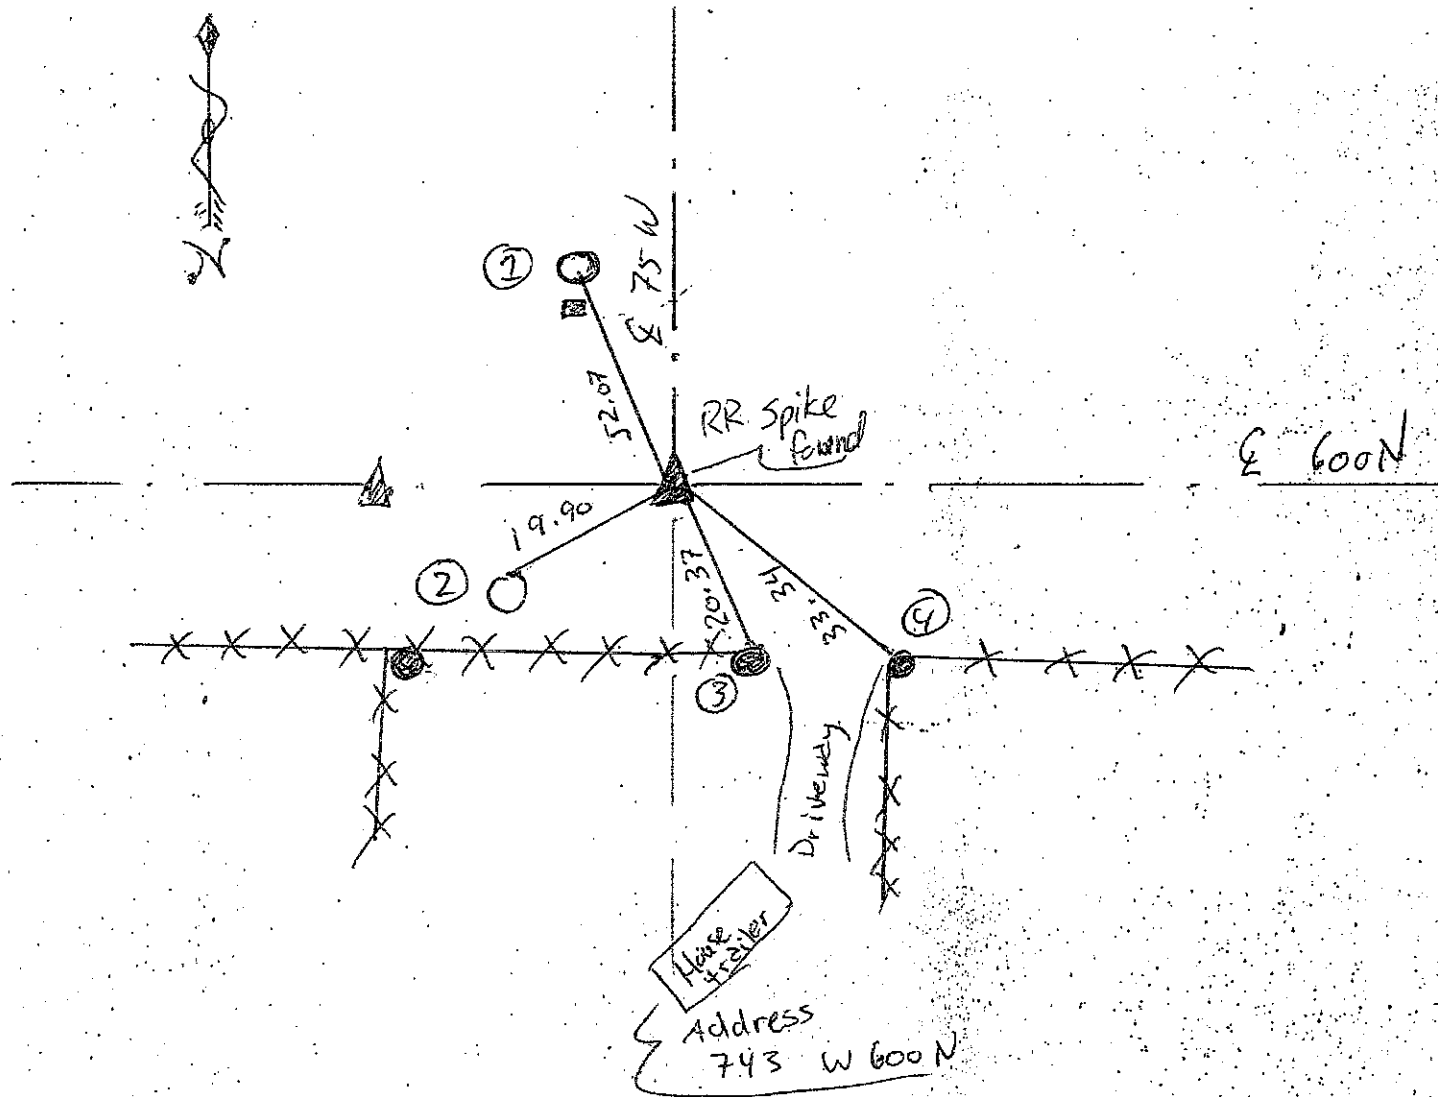 1
℄ 75 W
52.07
RR Spike
found
℄ 600N
19.90
2
20.37
33.34
4
3
Driveway
House
trailer
Address
743 W 600N